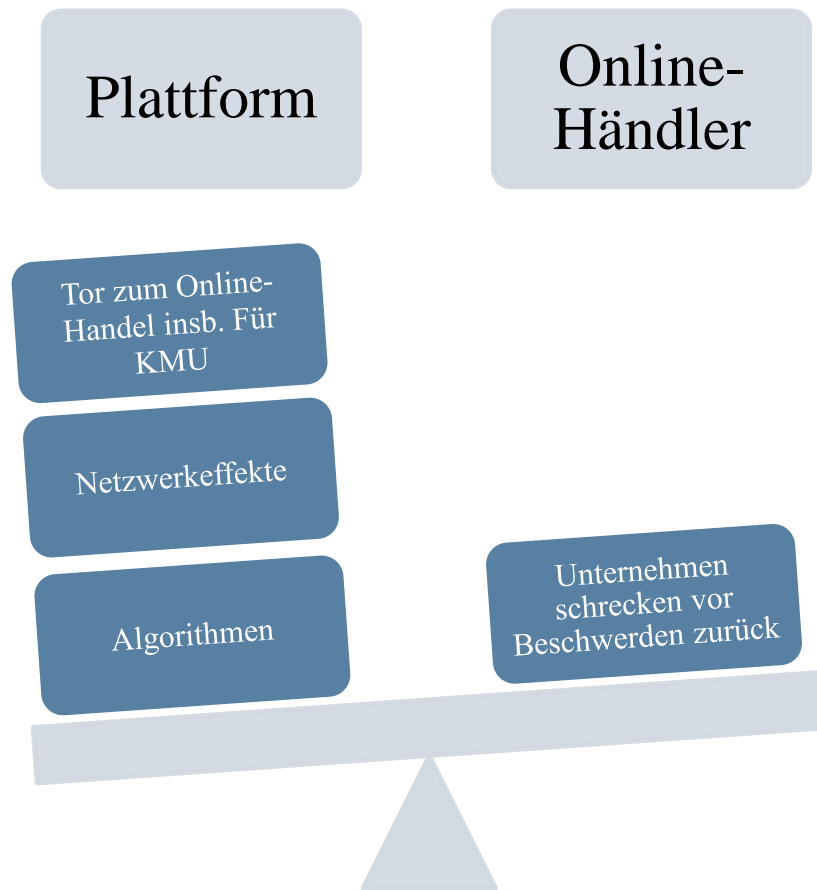 Plattform
Online-
Händler
Tor zum Online-
Handel insb. Für
KMU
Netzwerkeffekte
Algorithmen
Unternehmen
schrecken vor
Beschwerden zurück